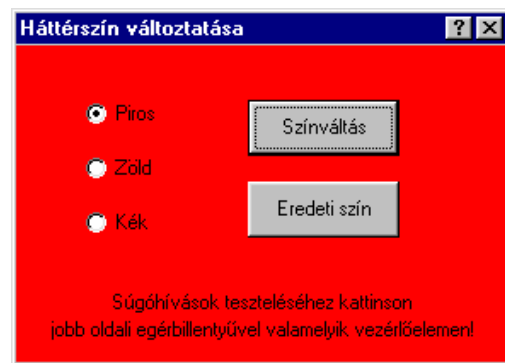 Háttérszín változtatása
Piros
Színváltás
Zöld
Eredeti szín
Kék
Súgóhívások teszteléséhez kattinson
jobb oldali egérbillentyűvel valamelyik vezérlőelemen!